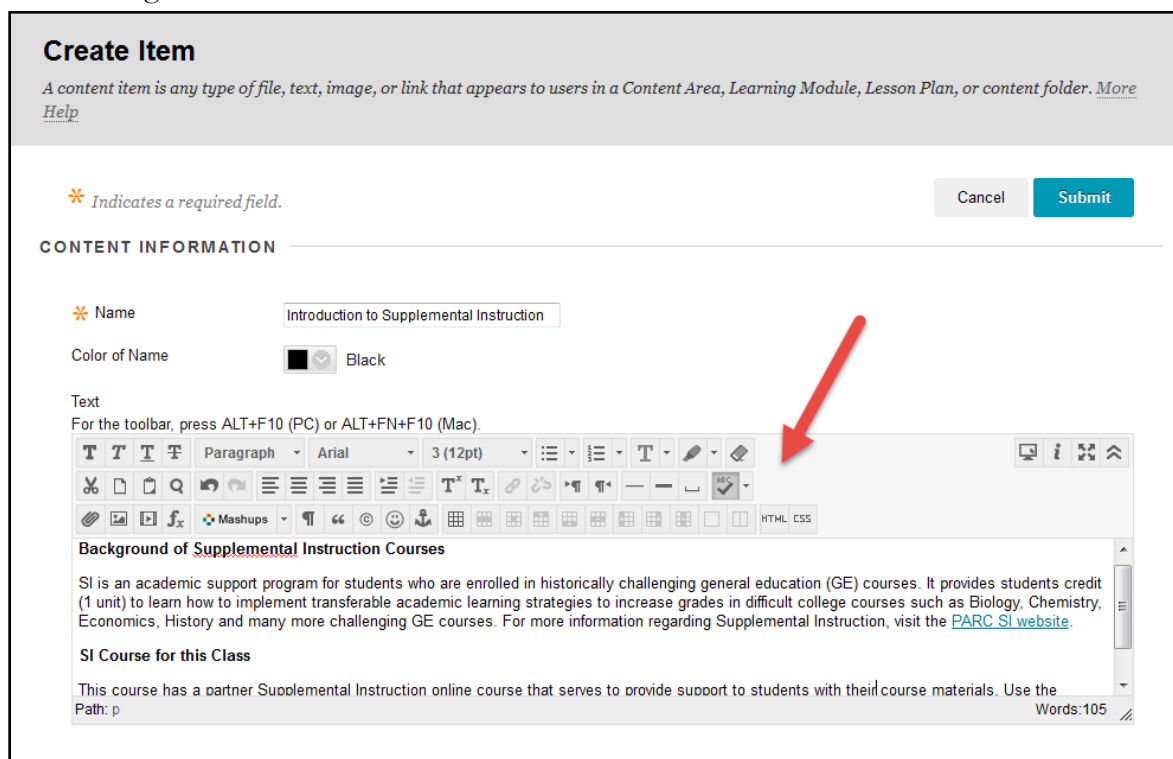 Create Item
A content item is any type of file, text, image, or link that appears to users in a Content Area, Learning Module, Lesson Plan, or content folder. More
Help
Indicates a required field.
Cancel Submit
CONTENT INFORMATION
Name Introduction to Supplemental Instruction
Color of Name Black
Text
For the toolbar, press ALT+F10 (PC) or ALT+FN+F10 (Mac).
T T T T Paragraph Arial 3 (12pt) T i
Tx Tx ABC
fx Mashups HTML CSS
Background of Supplemental Instruction Courses
SI is an academic support program for students who are enrolled in historically challenging general education (GE) courses. It provides students credit
(1 unit) to learn how to implement transferable academic learning strategies to increase grades in difficult college courses such as Biology, Chemistry,
Economics, History and many more challenging GE courses. For more information regarding Supplemental Instruction, visit the PARC SI website.
SI Course for this Class
This course has a partner Supplemental Instruction online course that serves to provide support to students with their course materials. Use the
Path: p Words:105